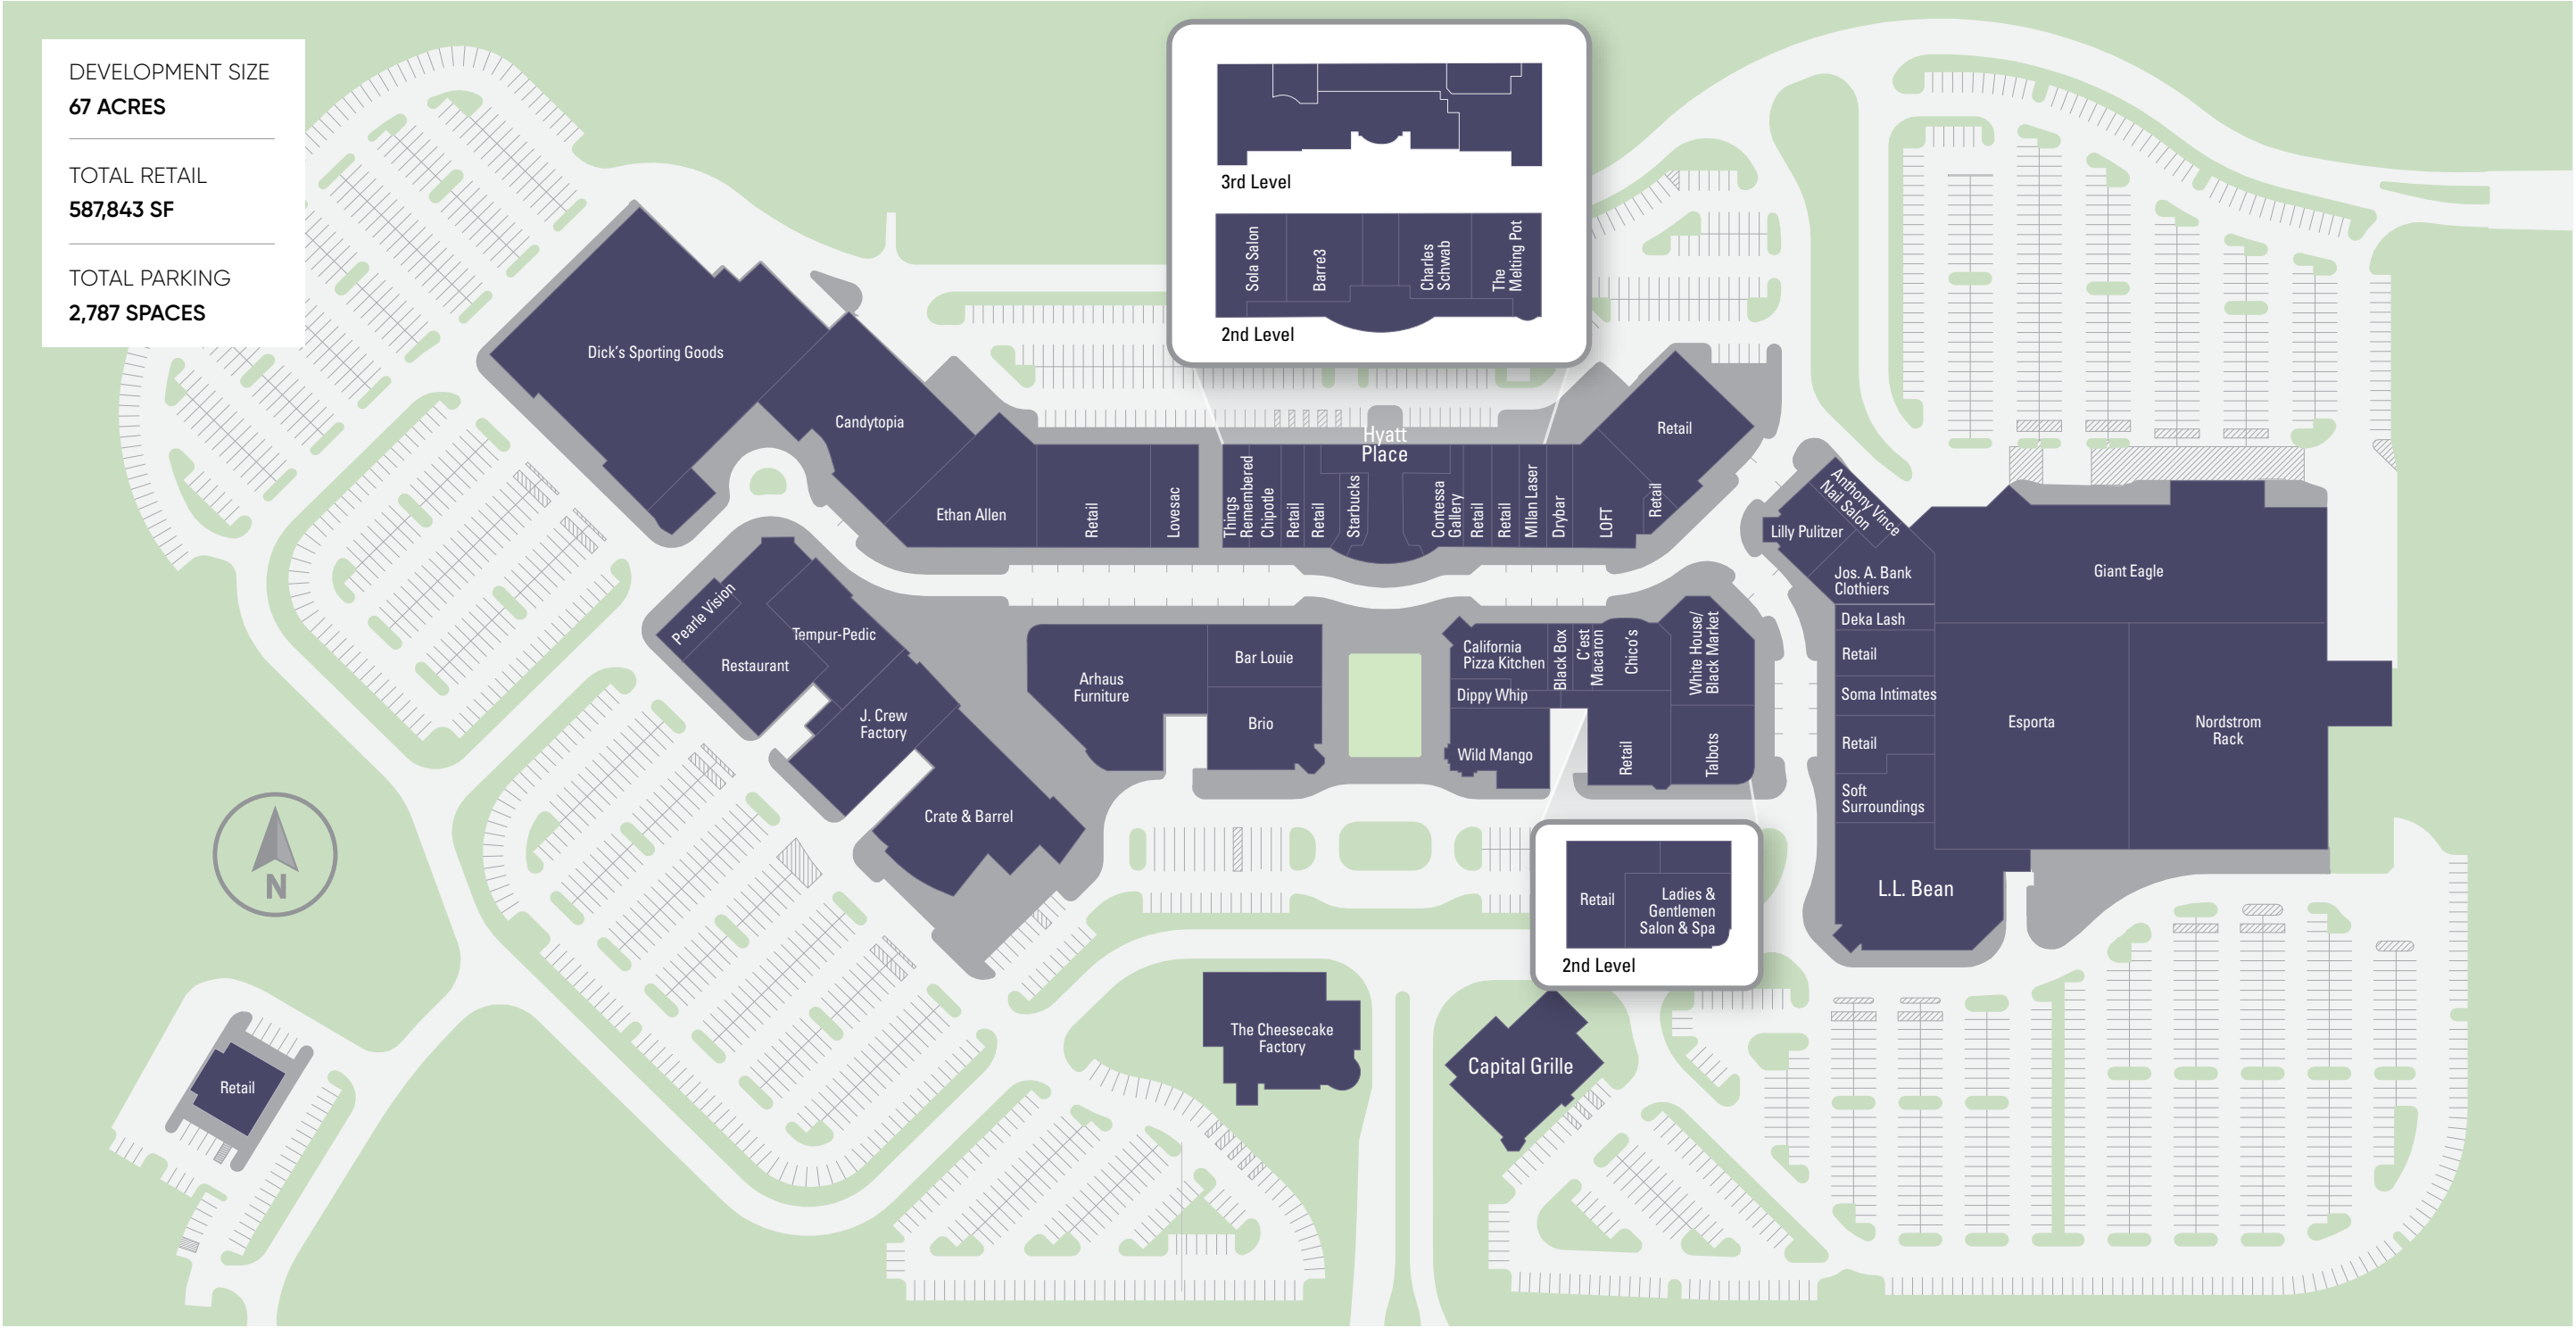 DEVELOPMENT SIZE
67 ACRES
TOTAL RETAIL
587,843 SF
TOTAL PARKING
2,787 SPACES
3rd Level
Sola Salon
Barre3
Charles
Schwab
The
Melting Pot
2nd Level
Dick's Sporting Goods
Candytopia
Ethan Allen
Retail
Lovesac
Hyatt
Place
Things
Remembered
Chipotle
Retail
Retail
Starbucks
Contessa
Gallery
Retail
Retail
MIlan Laser
Drybar
LOFT
Retail
Retail
Anthony Vince
Nail Salon
Lilly Pulitzer
Jos. A. Bank
Clothiers
Deka Lash
Retail
Soma Intimates
Retail
Soft
Surroundings
L.L. Bean
Giant Eagle
Esporta
Nordstrom
Rack
Pearle Vision
Tempur-Pedic
Restaurant
J. Crew
Factory
Crate & Barrel
Arhaus
Furniture
Bar Louie
Brio
California
Pizza Kitchen
Black Box
C'est
Macaron
Chico's
White House/
Black Market
Dippy Whip
Wild Mango
Retail
Talbots
Retail
Ladies &
Gentlemen
Salon & Spa
2nd Level
The Cheesecake
Factory
Capital Grille
N
Retail